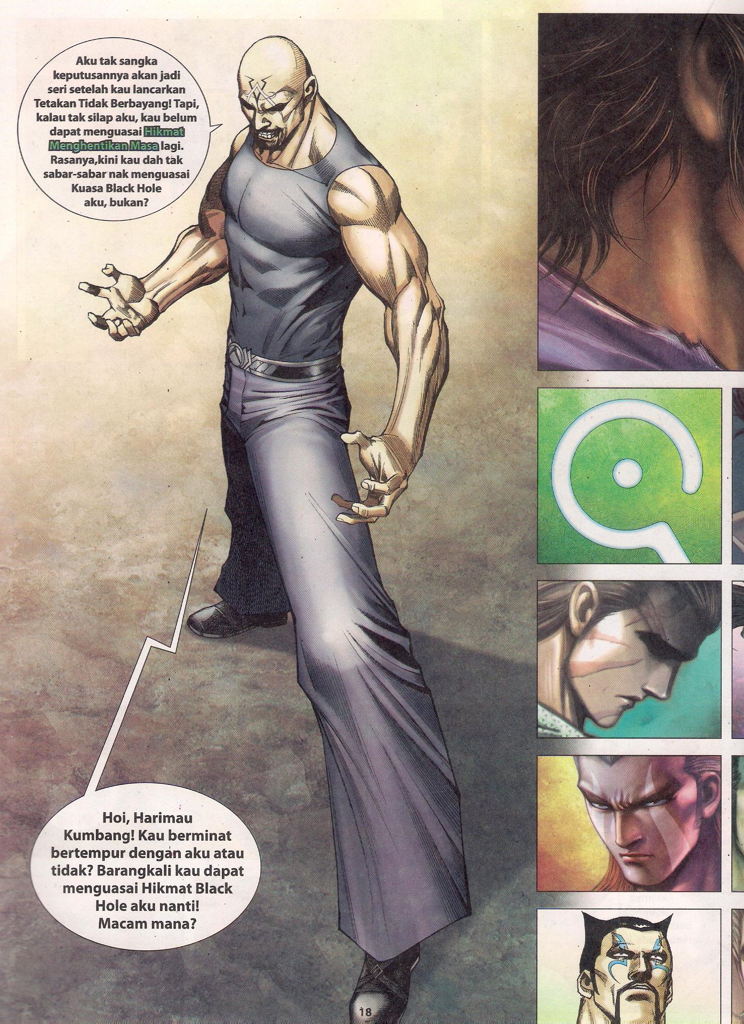 Aku tak sangka
keputusannya akan jadi
seri setelah kau lancarkan
Tetakan Tidak Berbayang! Tapi,
kalau tak silap aku, kau belum
dapat menguasai Hikmat
Menghentikan Masa lagi.
Rasanya,kini kau dah tak
sabar-sabar nak menguasai
Kuasa Black Hole
aku, bukan?
Hoi, Harimau
Kumbang! Kau berminat
bertempur dengan aku atau
tidak? Barangkali kau dapat
menguasai Hikmat Black
Hole aku nanti!
Macam mana?
18